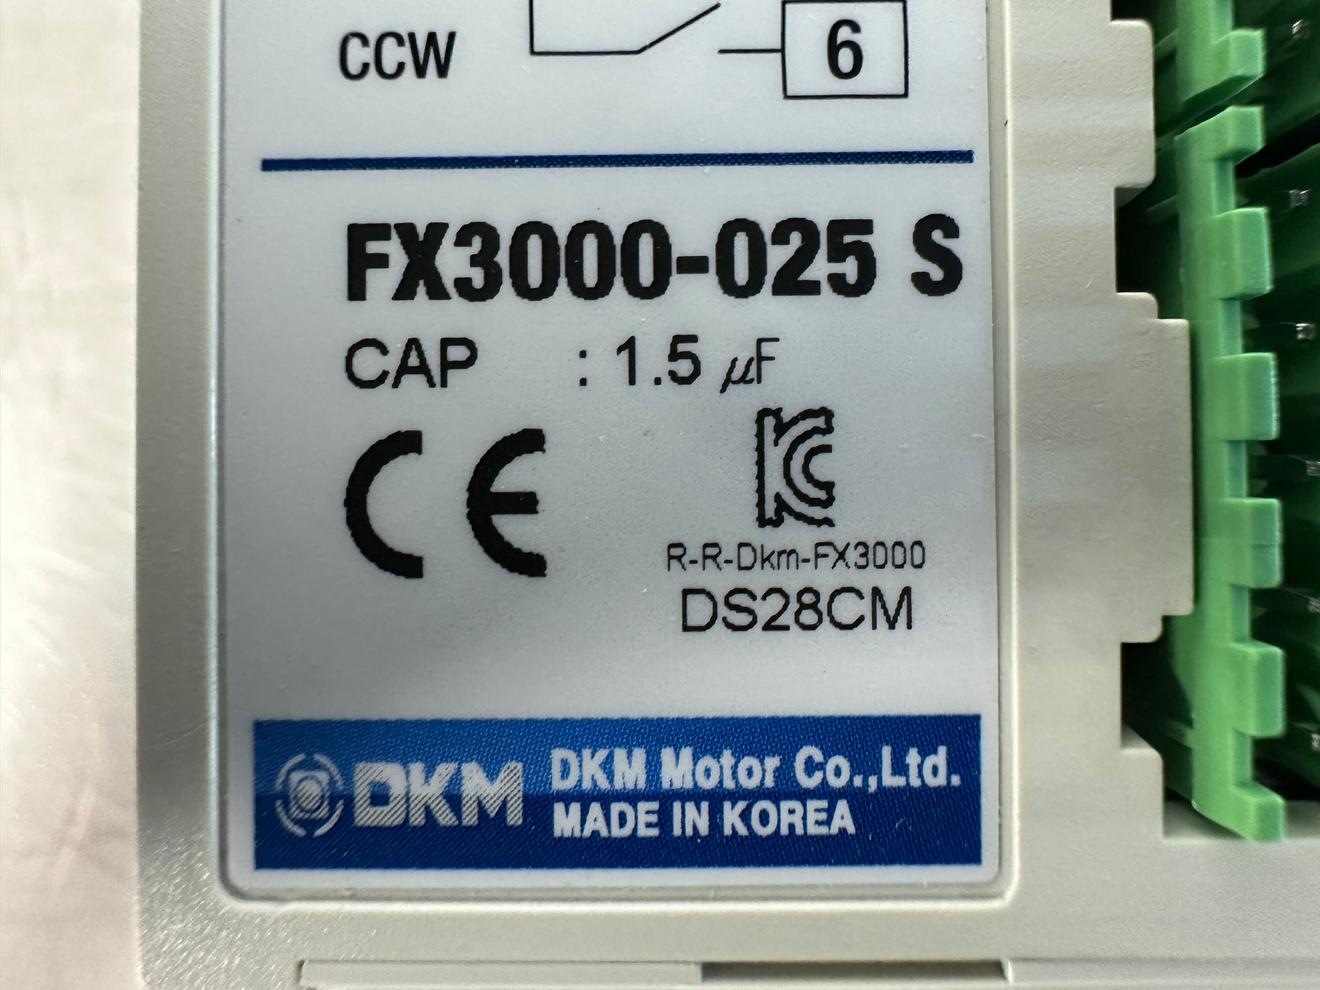 CCW 6
FX3000-025 S
CAP : 1.5 µF
CE
KC
R-R-Dkm-FX3000
DS28CM
DKM DKM Motor Co.,Ltd.
MADE IN KOREA